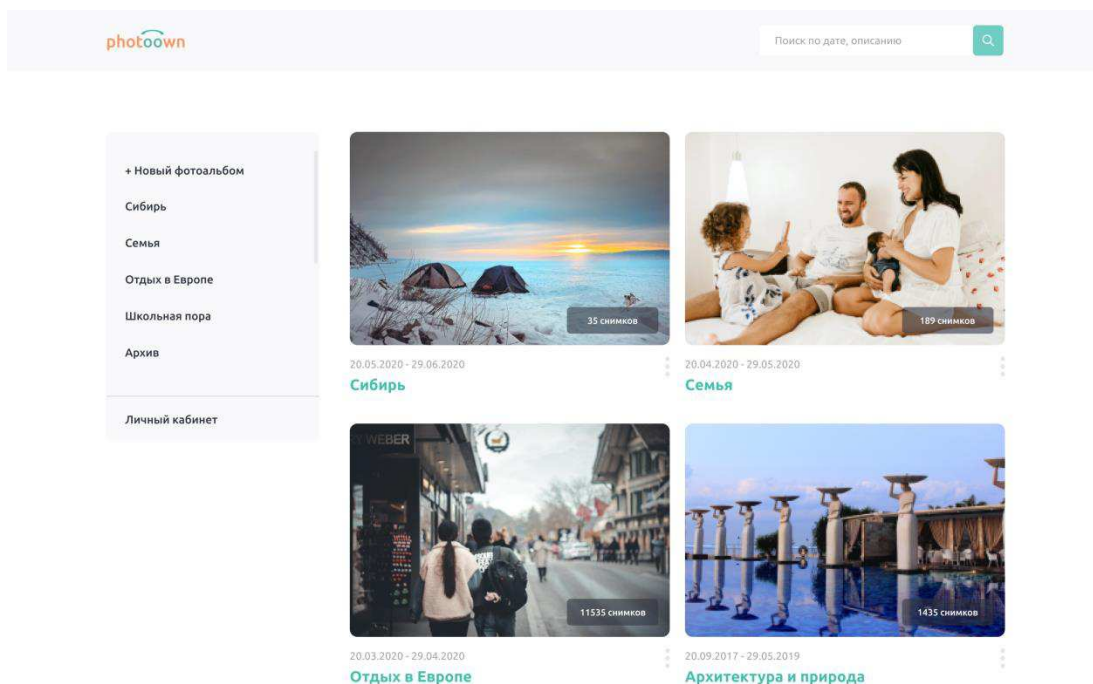 photoown
Поиск по дате, описанию
+ Новый фотоальбом
Сибирь
Семья
Отдых в Европе
Школьная пора
Архив
Личный кабинет
35 снимков
20.05.2020 - 29.06.2020
Сибирь
189 снимков
20.04.2020 - 29.05.2020
Семья
WEBER
11535 снимков
20.03.2020 - 29.04.2020
Отдых в Европе
1435 снимков
20.09.2017 - 29.05.2019
Архитектура и природа